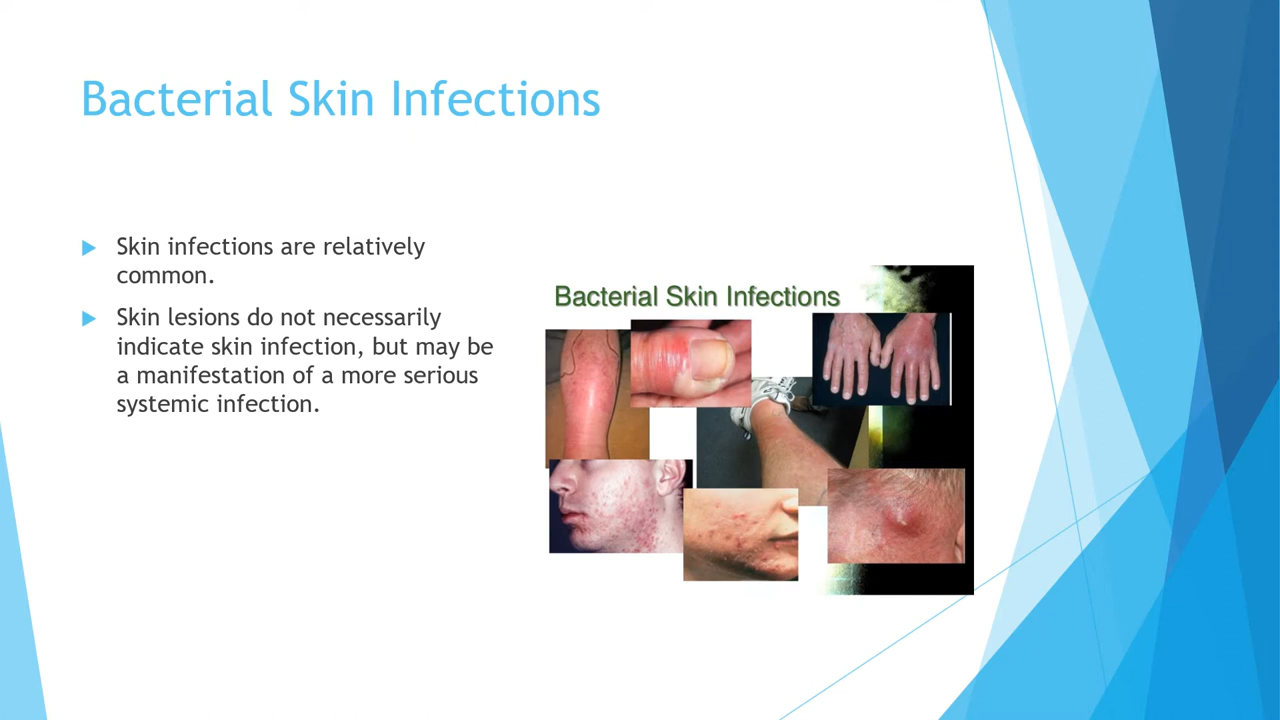 Bacterial Skin Infections
Skin infections are relatively
common.
Skin lesions do not necessarily
indicate skin infection, but may be
a manifestation of a more serious
systemic infection.
Bacterial Skin Infections